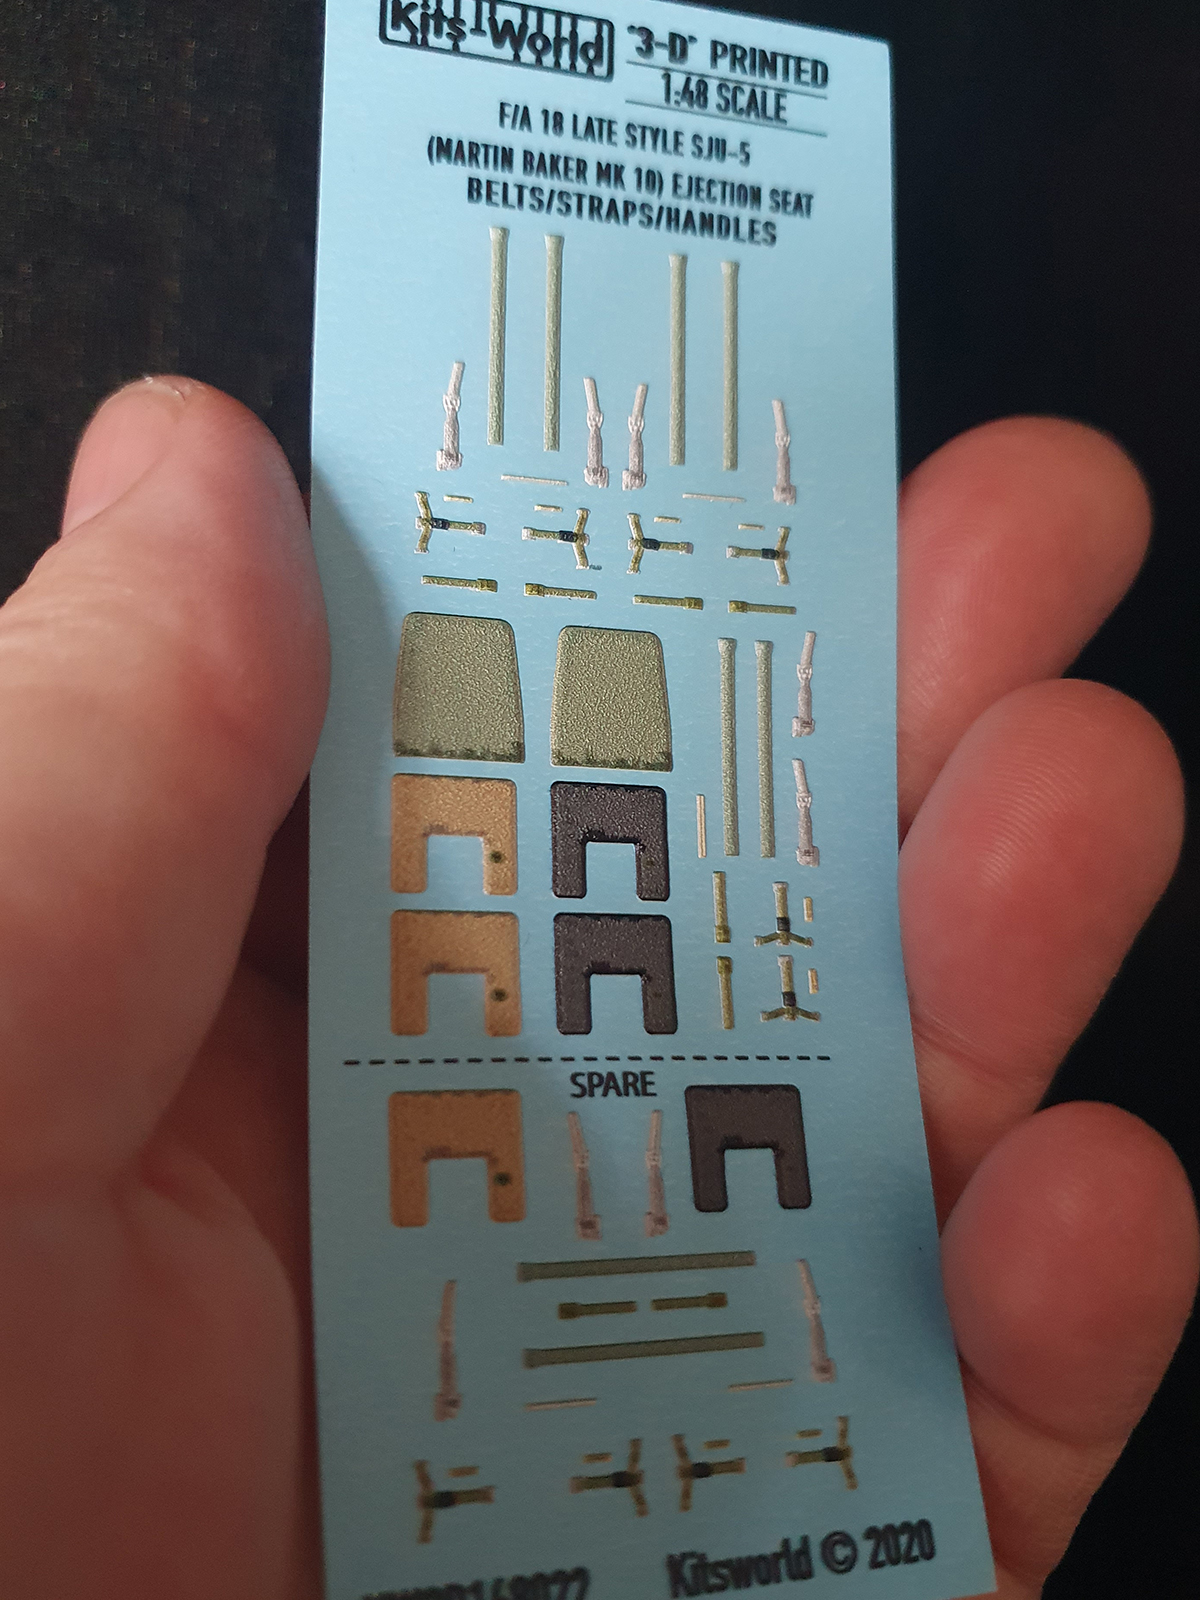 Kits-World
"3-D" PRINTED
1:48 SCALE
F/A 18 LATE STYLE SJU-5
(MARTIN BAKER MK 10) EJECTION SEAT
BELTS/STRAPS/HANDLES
SPARE
Kitsworld © 2020